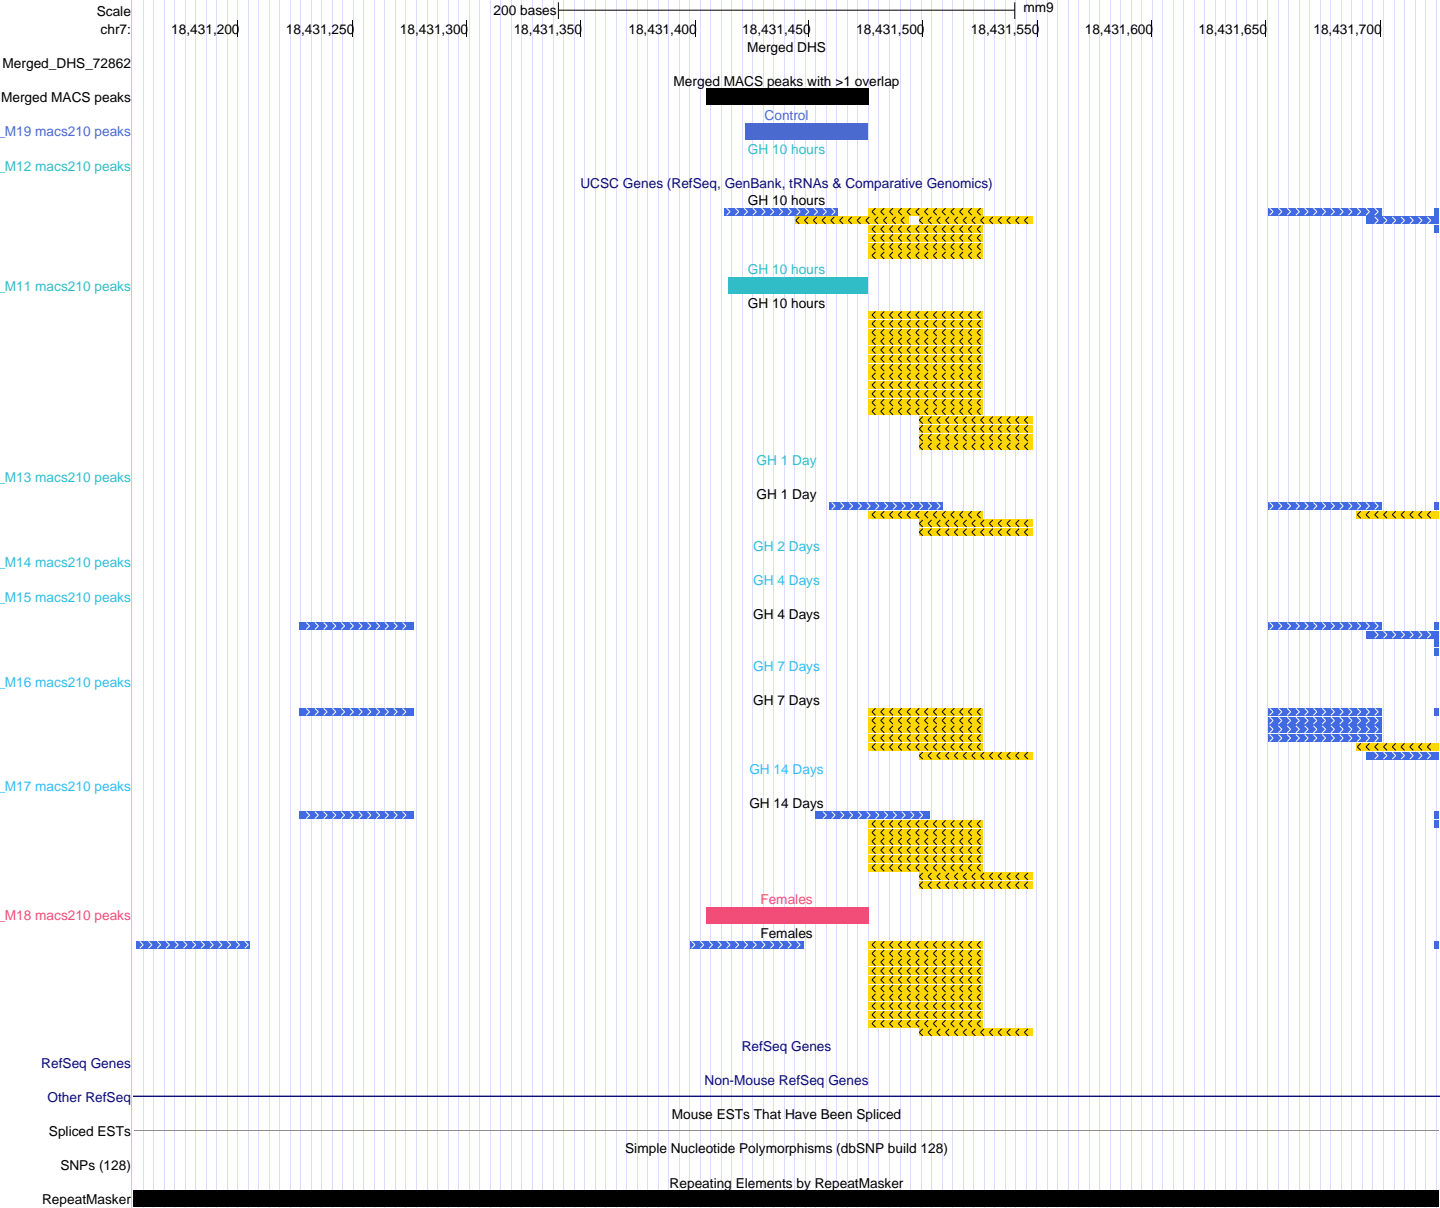 Scale 200 bases mm9
chr7: 18,431,200 18,431,250 18,431,300 18,431,350 18,431,400 18,431,450 18,431,500 18,431,550 18,431,600 18,431,650 18,431,700
Merged DHS
Merged_DHS_72862
Merged MACS peaks with >1 overlap
Merged MACS peaks
Control
_M19 macs210 peaks
GH 10 hours
_M12 macs210 peaks
UCSC Genes (RefSeq, GenBank, tRNAs & Comparative Genomics)
GH 10 hours
GH 10 hours
_M11 macs210 peaks
GH 10 hours
GH 1 Day
_M13 macs210 peaks
GH 1 Day
GH 2 Days
_M14 macs210 peaks
GH 4 Days
_M15 macs210 peaks
GH 4 Days
GH 7 Days
_M16 macs210 peaks
GH 7 Days
GH 14 Days
_M17 macs210 peaks
GH 14 Days
Females
_M18 macs210 peaks
Females
RefSeq Genes
RefSeq Genes
Non-Mouse RefSeq Genes
Other RefSeq
Mouse ESTs That Have Been Spliced
Spliced ESTs
Simple Nucleotide Polymorphisms (dbSNP build 128)
SNPs (128)
Repeating Elements by RepeatMasker
RepeatMasker